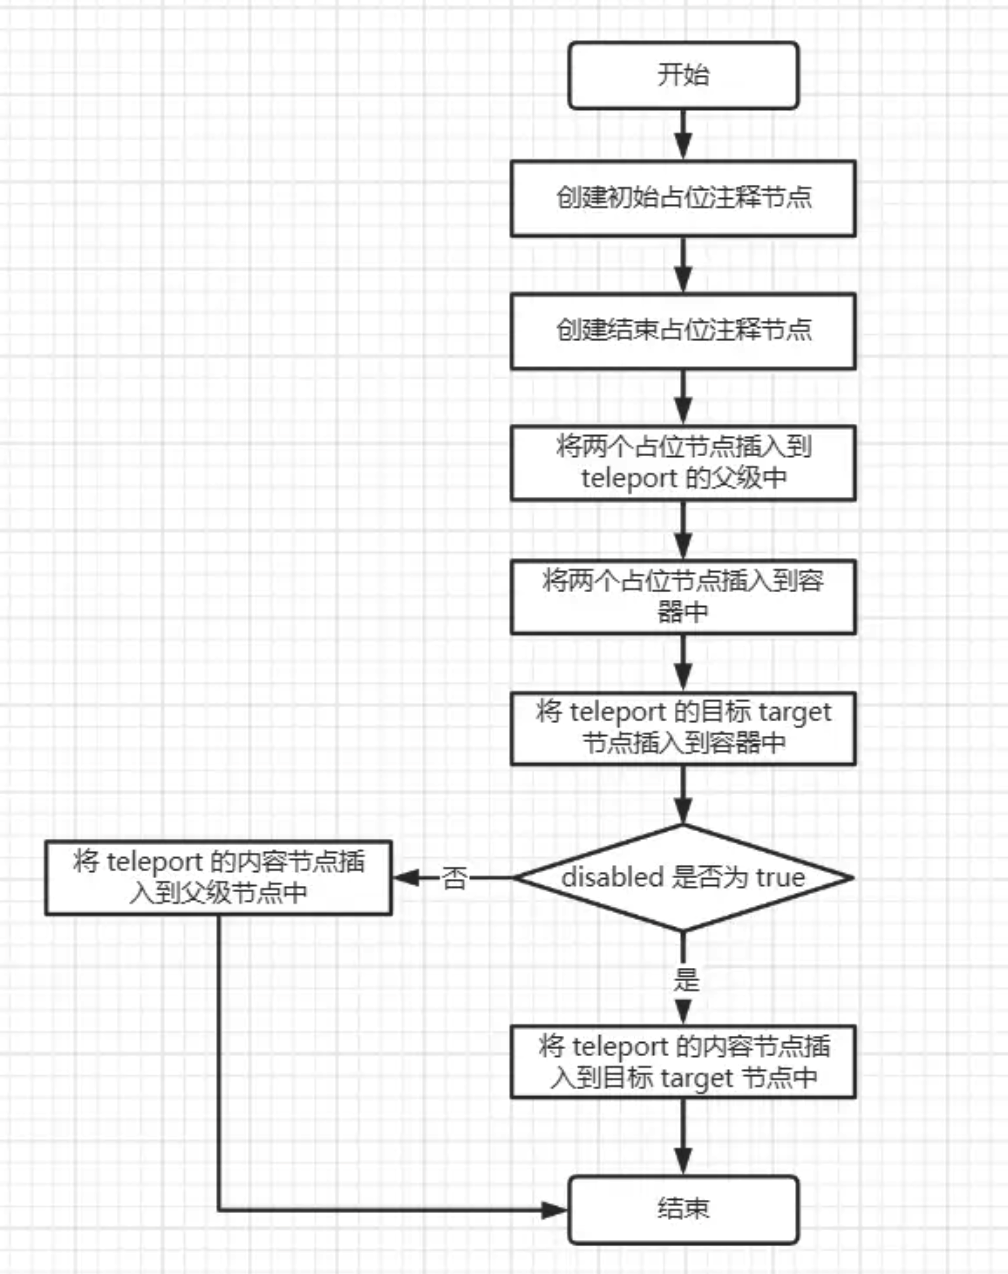 开始
创建初始占位注释节点
创建结束占位注释节点
将两个占位节点插入到
teleport 的父级中
将两个占位节点插入到容
器中
将 teleport 的目标 target
节点插入到容器中
disabled 是否为 true
否
将 teleport 的内容节点插
入到父级节点中
是
将 teleport 的内容节点插
入到目标 target 节点中
结束